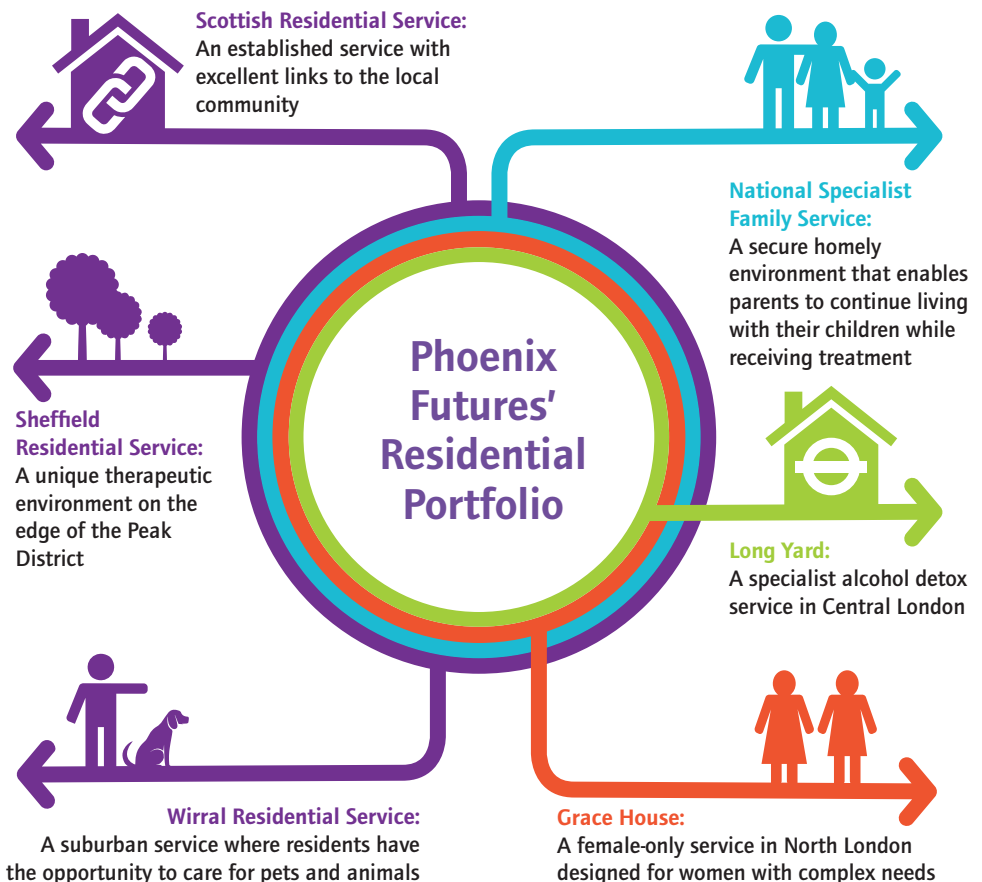 Scottish Residential Service:
An established service with
excellent links to the local
community
National Specialist
Family Service:
A secure homely
environment that enables
parents to continue living
with their children while
receiving treatment
Phoenix
Futures’
Residential
Portfolio
Sheffield
Residential Service:
A unique therapeutic
environment on the
edge of the Peak
District
Long Yard:
A specialist alcohol detox
service in Central London
Wirral Residential Service:
A suburban service where residents have
the opportunity to care for pets and animals
Grace House:
A female-only service in North London
designed for women with complex needs